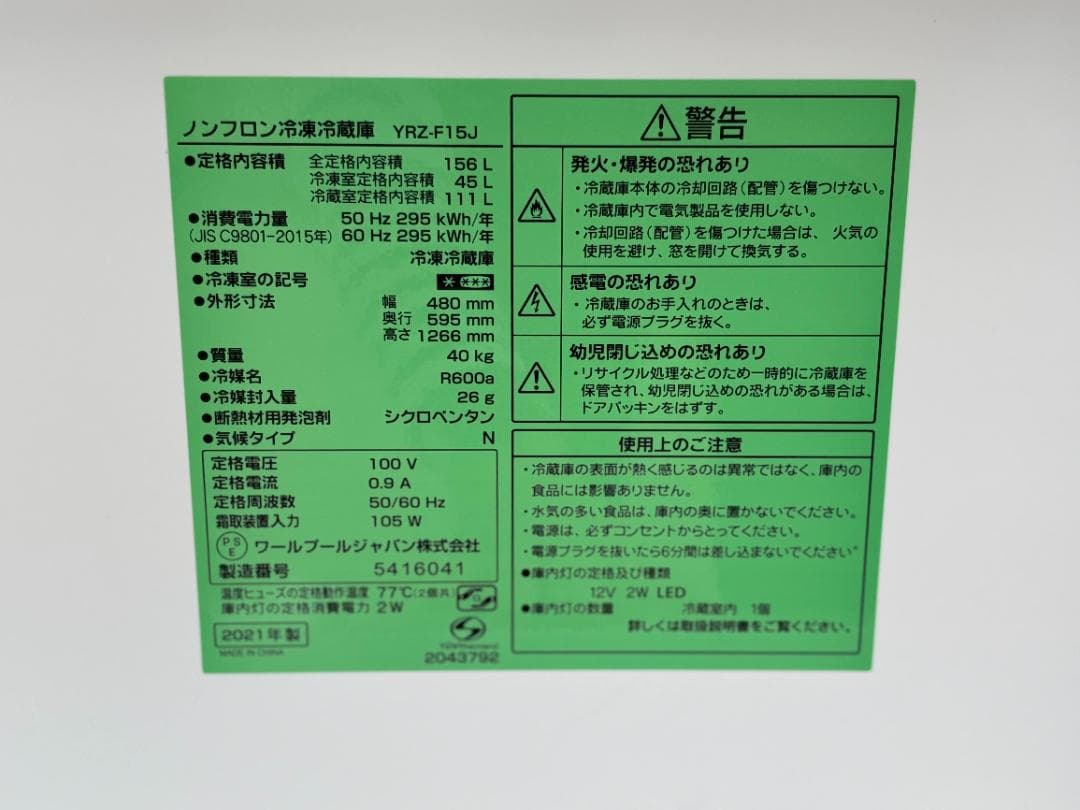 ノンフロン冷凍冷蔵庫 YRZ-F15J
●定格内容積 全定格内容積 156 L
冷凍室定格内容積 45 L
冷蔵室定格内容積 111 L
●消費電力量 50 Hz 295 kWh/年
(JIS C9801-2015年) 60 Hz 295 kWh/年
●種類 冷凍冷蔵庫
●冷凍室の記号 * ***
●外形寸法 幅 480 mm
奥行 595 mm
高さ 1266 mm
●質量 40 kg
●冷媒名 R600a
●冷媒封入量 26 g
●断熱材用発泡剤 シクロペンタン
●気候タイプ N
定格電圧 100 V
定格電流 0.9 A
定格周波数 50/60 Hz
霜取装置入力 105 W
PSE ワールプールジャパン株式会社
製造番号 5416041
温度ヒューズの定格動作温度 77℃(2個共)
庫内灯の定格消費電力 2W
2021年製
MADE IN CHINA
2043792
警告
発火・爆発の恐れあり
・冷蔵庫本体の冷却回路(配管)を傷つけない。
・冷蔵庫内で電気製品を使用しない。
・冷却回路(配管)を傷つけた場合は、火気の
使用を避け、窓を開けて換気する。
感電の恐れあり
・冷蔵庫のお手入れのときは、
必ず電源プラグを抜く。
幼児閉じ込めの恐れあり
・リサイクル処理などのため一時的に冷蔵庫を
保管され、幼児閉じ込めの恐れがある場合は、
ドアパッキンをはずす。
使用上のご注意
・冷蔵庫の表面が熱く感じるのは異常ではなく、庫内の
食品には影響ありません。
・水気の多い食品は、庫内の奥に置かないでください。
・電源は、必ずコンセントからとってください。
・電源プラグを抜いたら6分間は差し込まないでください
●庫内灯の定格及び種類
12V 2W LED
●庫内灯の数量 冷蔵室内 1個
詳しくは取扱説明書をご覧ください。